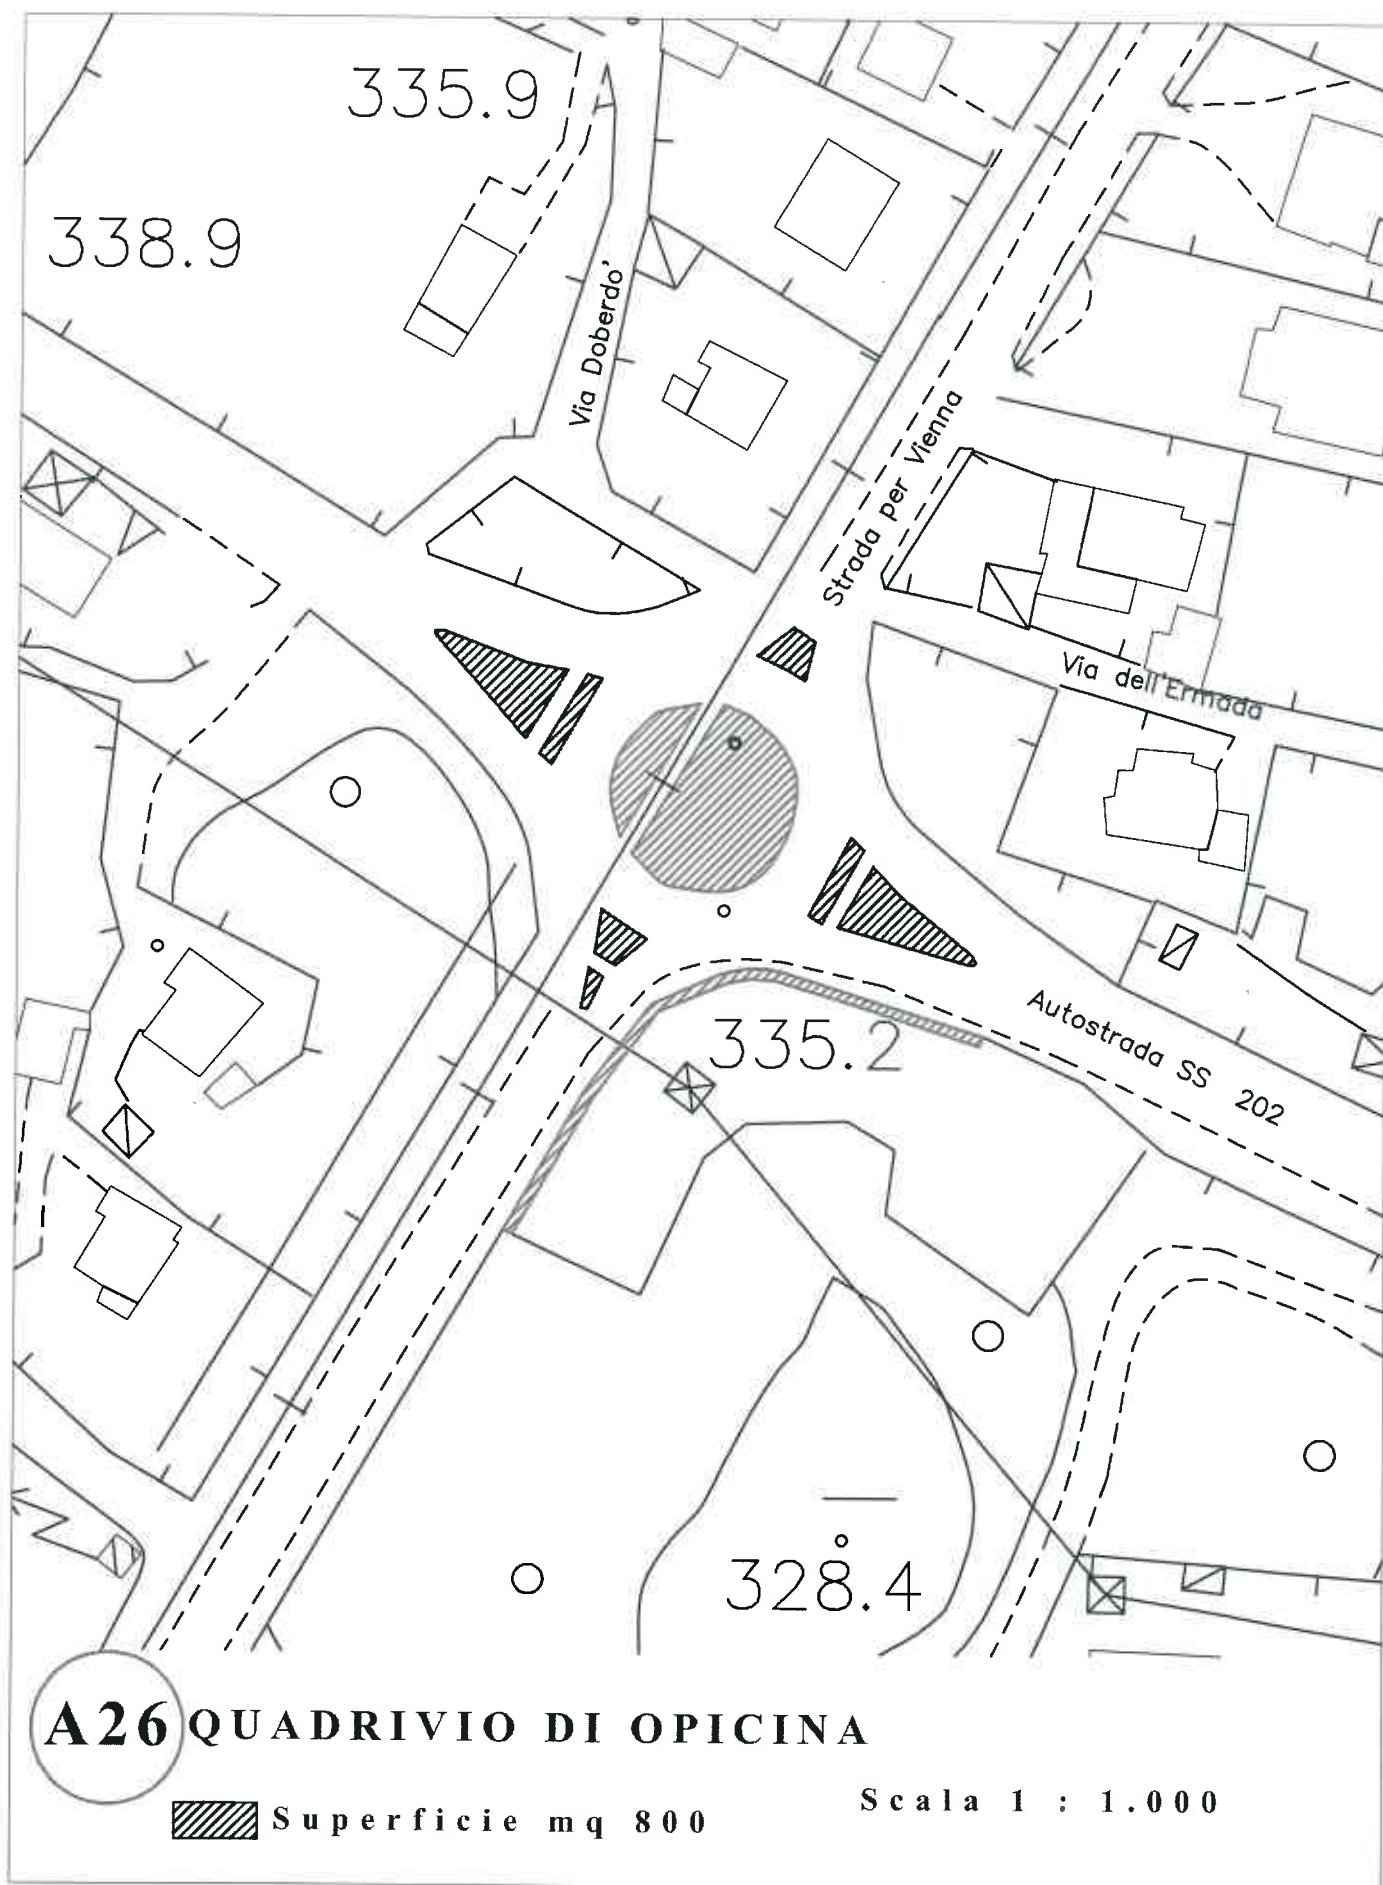 335.9
338.9
Via Doberdo'
Strada per Vienna
Via dell'Ermada
335.2
Autostrada SS 202
328.4
A26 QUADRIVIO DI OPICINA
Superficie mq 800
Scala 1 : 1.000